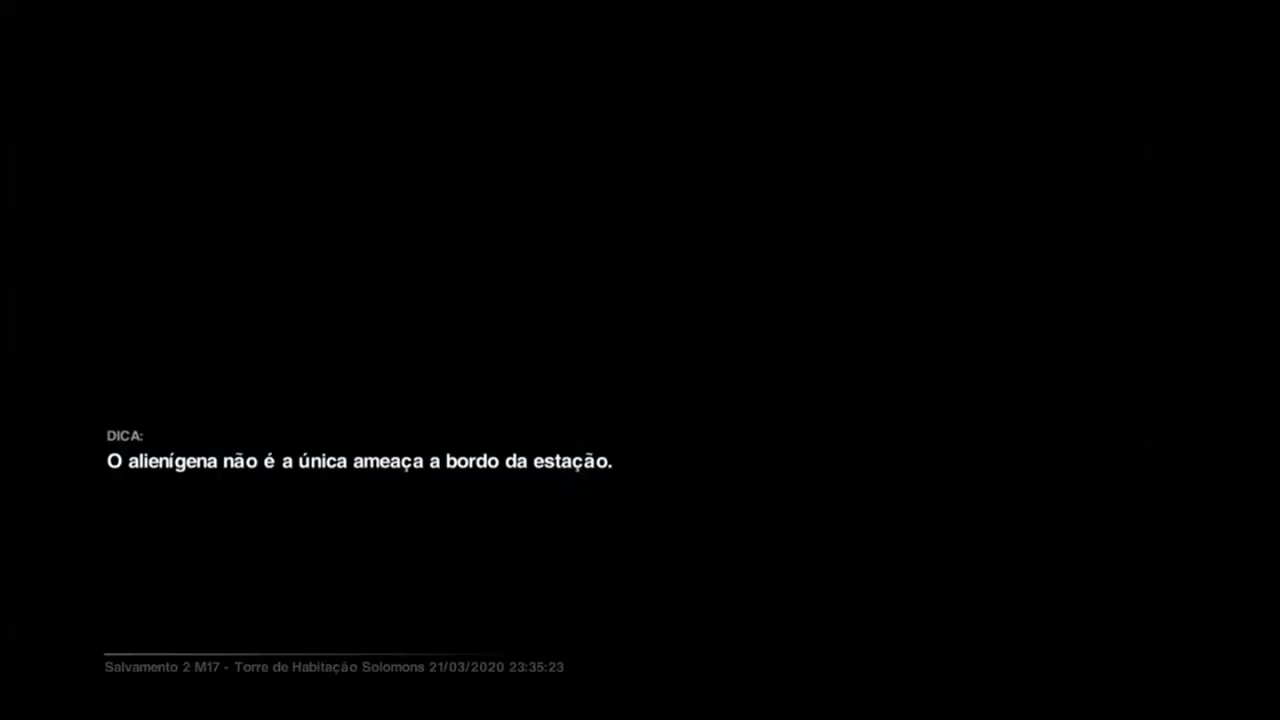 DICA:
O alienígena não é a única ameaça a bordo da estação.
Salvamento 2 M17 - Torre de Habitação Solomons 21/03/2020 23:35:23